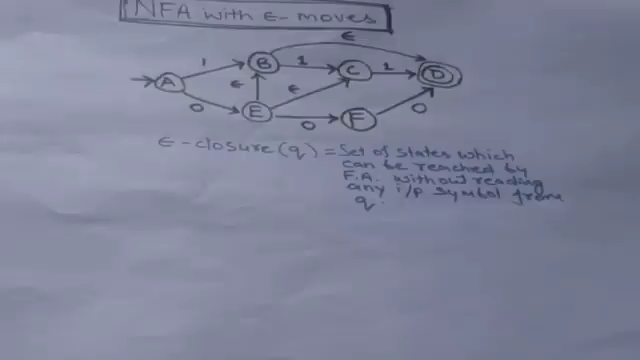 NFA with ε-moves
ε
1
B
1
C
1
D
A
ε
ε
0
E
0
F
0
ε-closure(q) = Set of states which
can be reached by
F.A. without reading
any i/p symbol from
q.